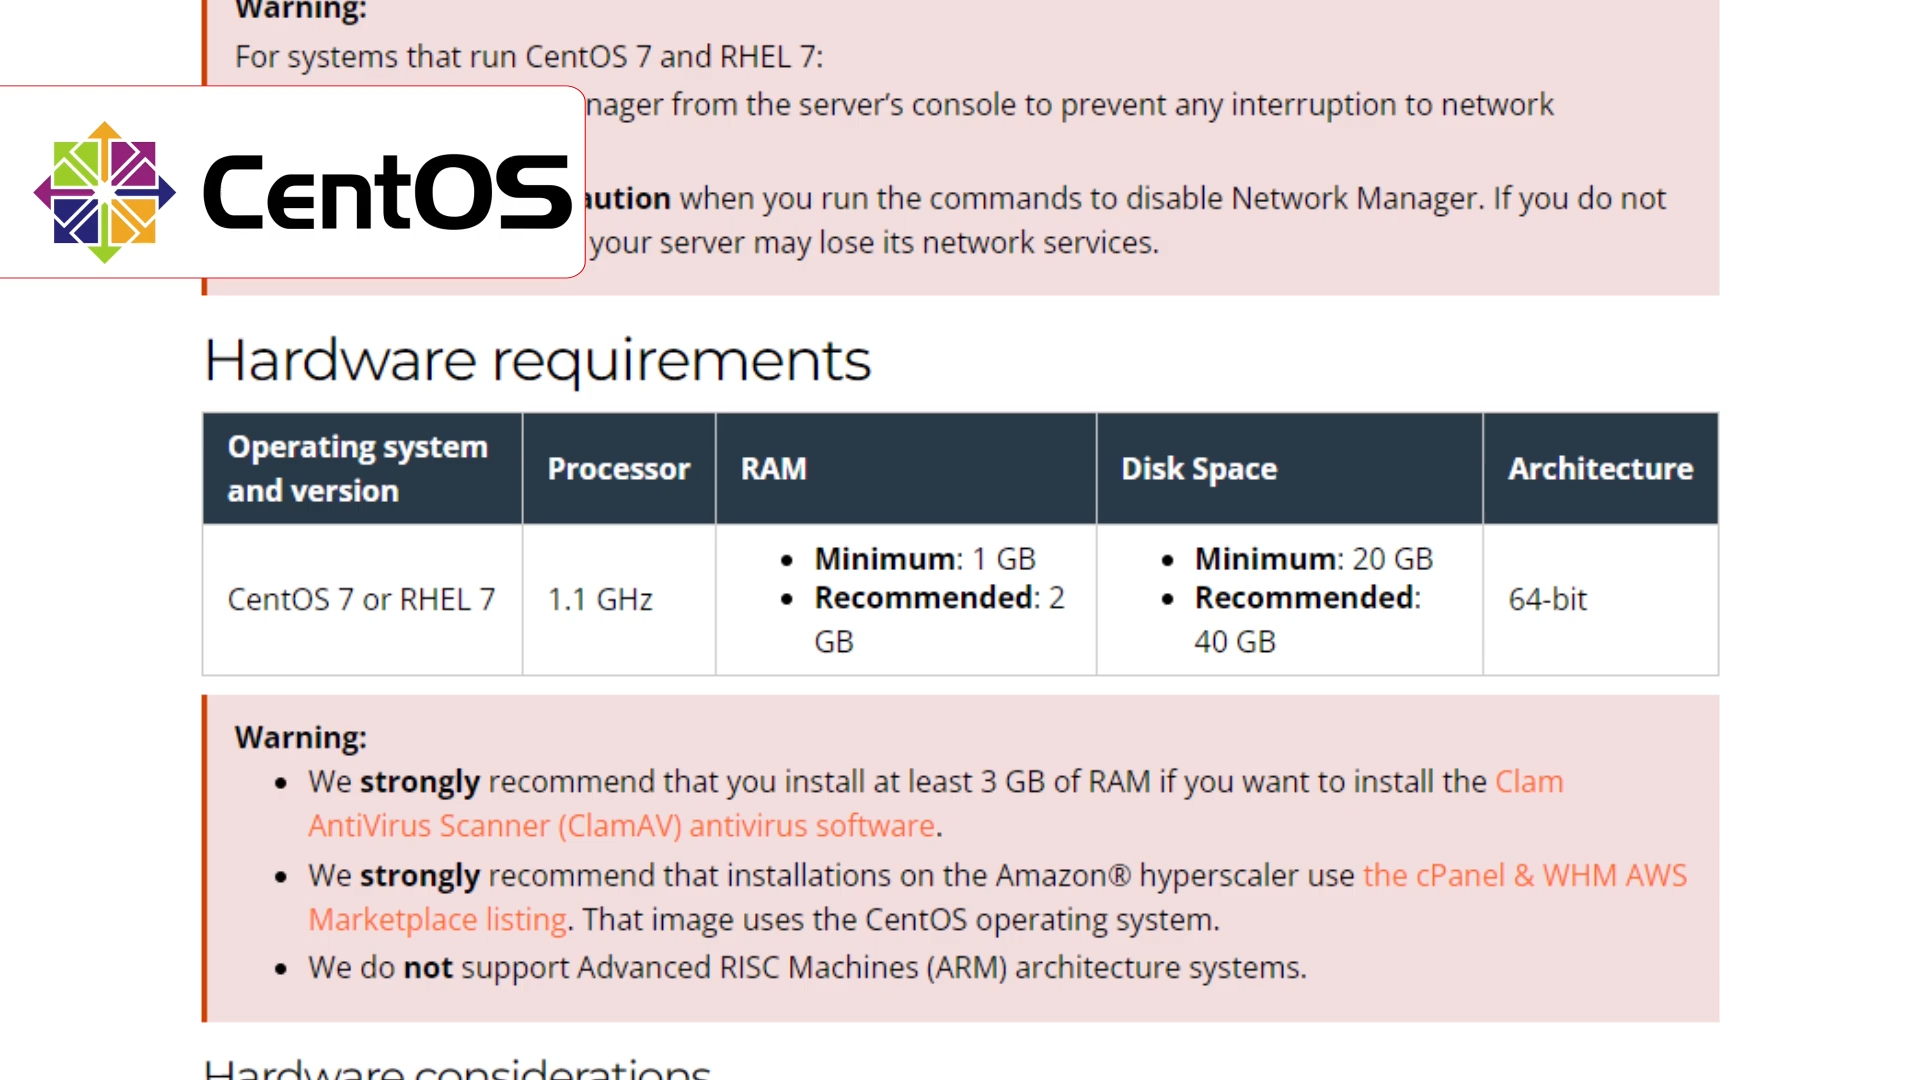 Warning:
For systems that run CentOS 7 and RHEL 7:
nager from the server's console to prevent any interruption to network
CentOS
aution when you run the commands to disable Network Manager. If you do not
your server may lose its network services.
Hardware requirements
Operating system
and version
Processor
RAM
Disk Space
Architecture
CentOS 7 or RHEL 7
1.1 GHz
• Minimum: 1 GB
• Recommended: 2
GB
• Minimum: 20 GB
• Recommended:
40 GB
64-bit
Warning:
• We strongly recommend that you install at least 3 GB of RAM if you want to install the Clam
AntiVirus Scanner (ClamAV) antivirus software.
• We strongly recommend that installations on the Amazon® hyperscaler use the cPanel & WHM AWS
Marketplace listing. That image uses the CentOS operating system.
• We do not support Advanced RISC Machines (ARM) architecture systems.
Hardware considerations